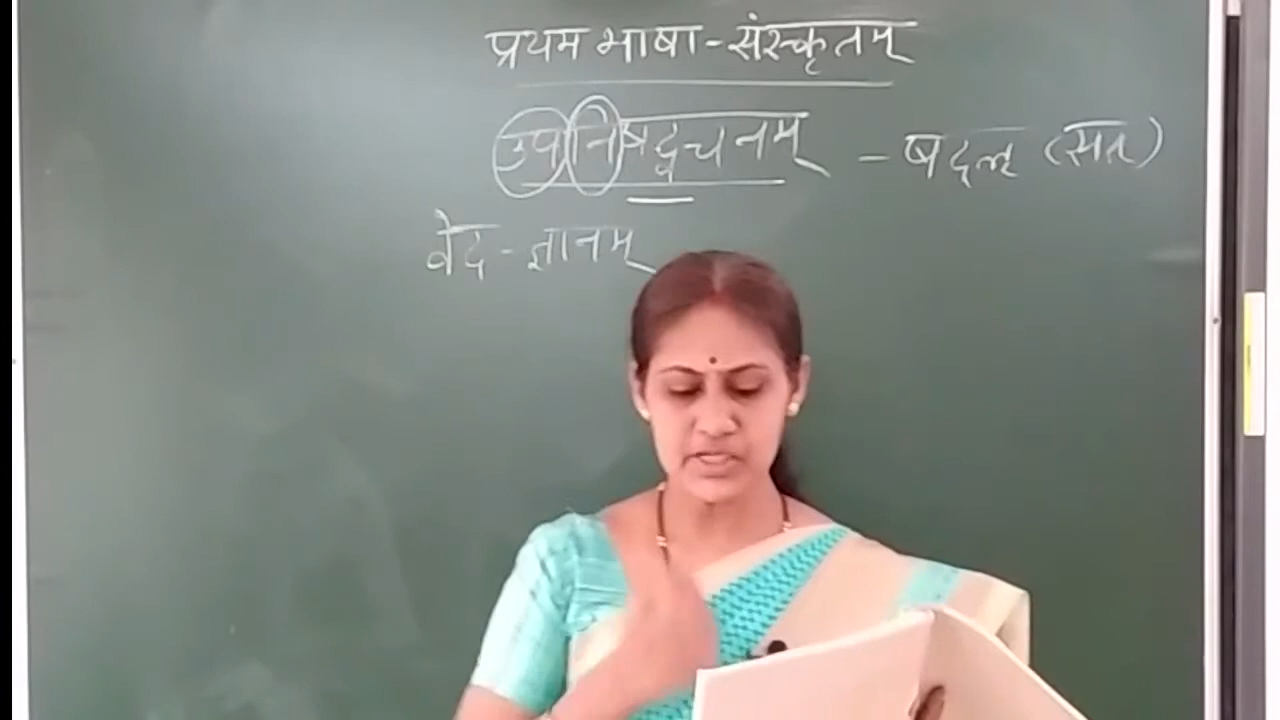 प्रथम भाषा - संस्कृतम्
उपनिषद्वचनम् - षद्लृ (सत्)
वेद - ज्ञानम्